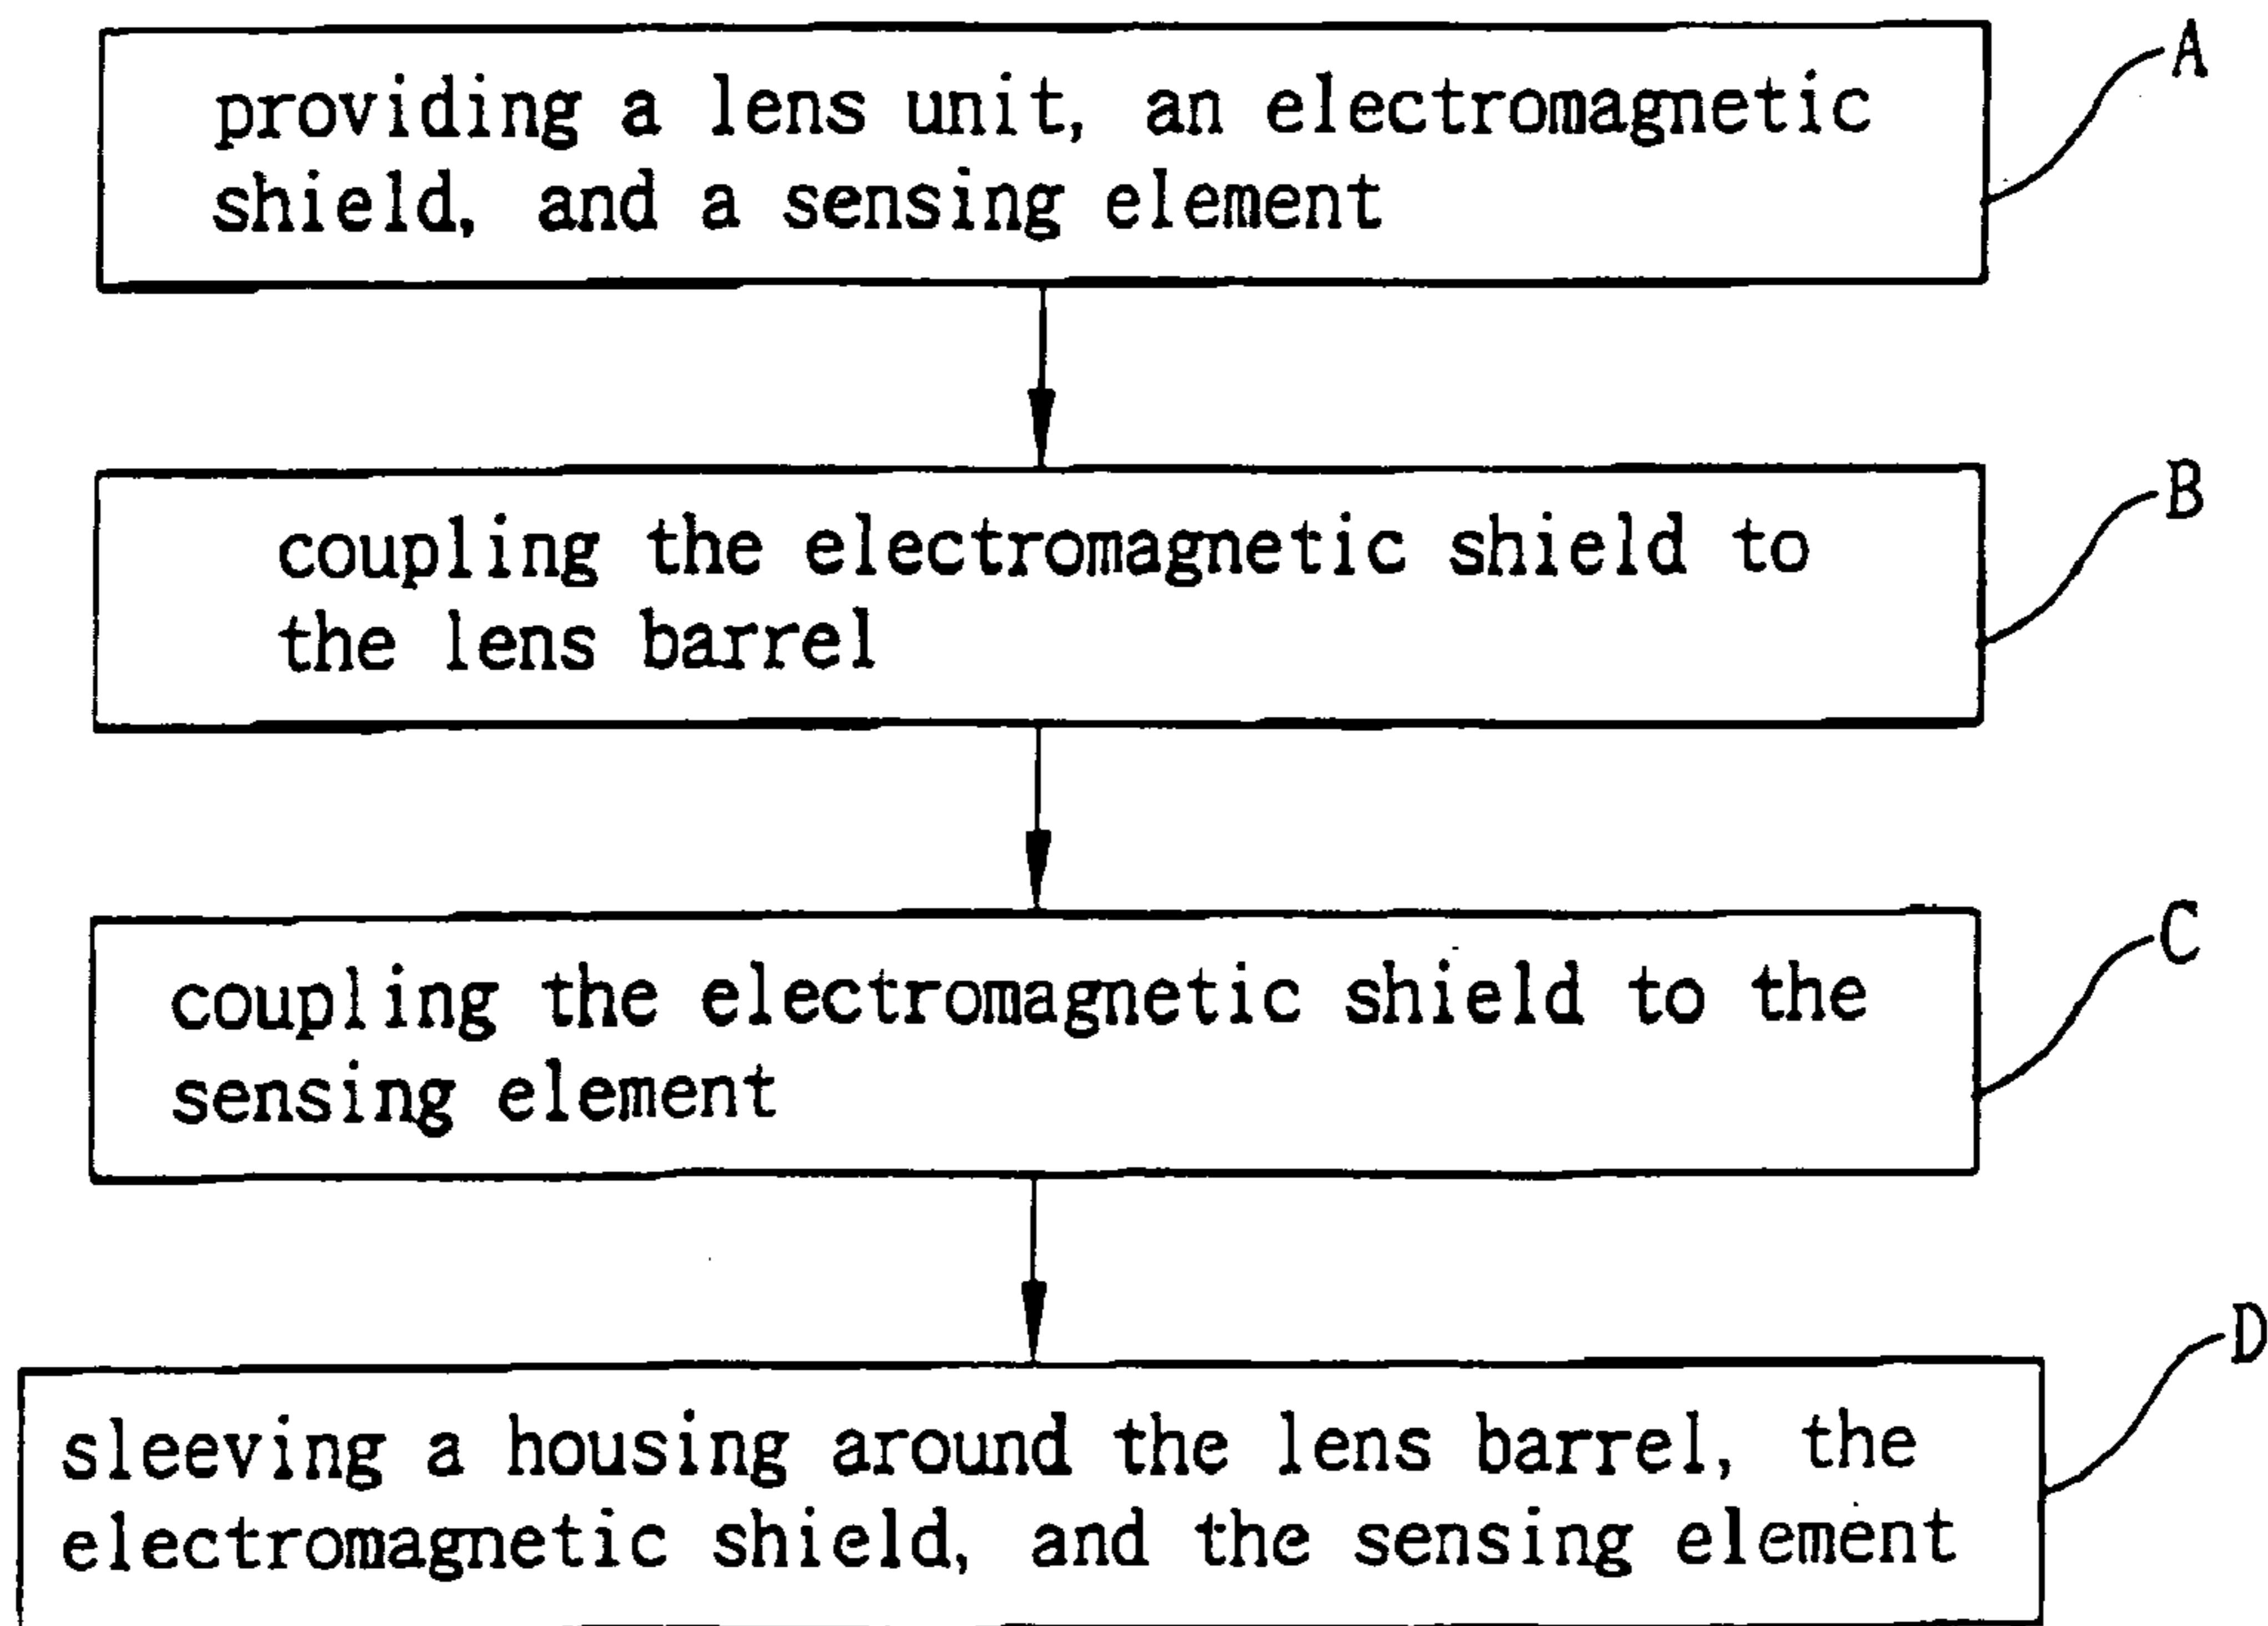 providing a lens unit, an electromagnetic
shield, and a sensing element
A
coupling the electromagnetic shield to
the lens barrel
B
coupling the electromagnetic shield to the
sensing element
C
sleeving a housing around the lens barrel, the
electromagnetic shield, and the sensing element
D